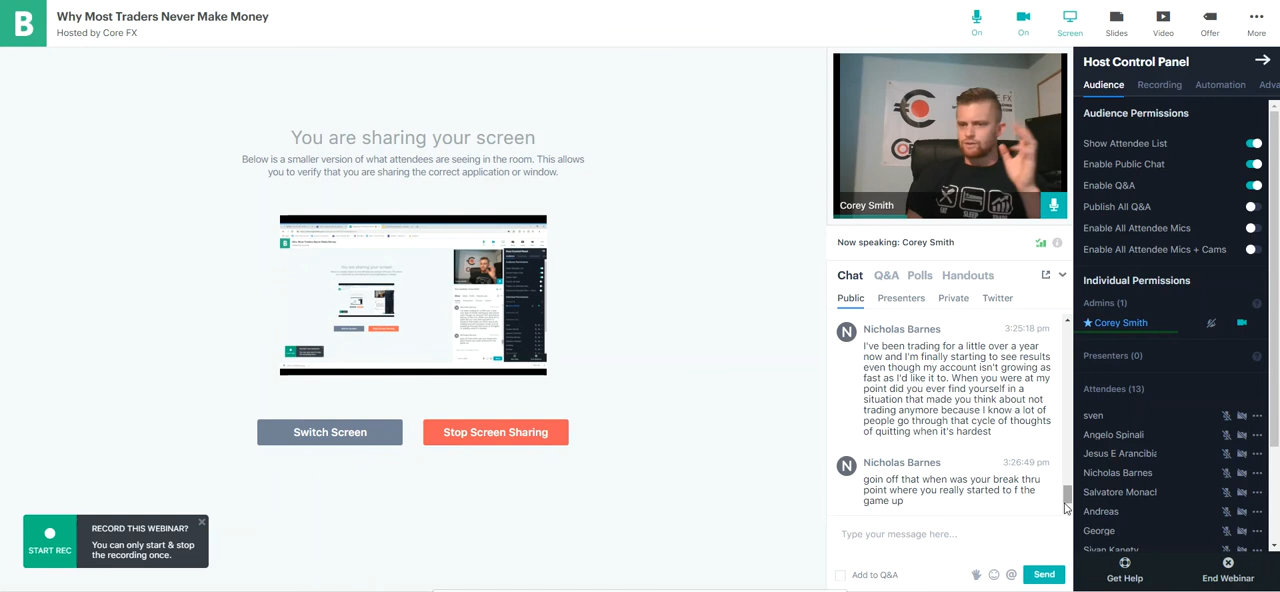 B
Why Most Traders Never Make Money
Hosted by Core FX
On
On
Screen
Slides
Video
Offer
More
You are sharing your screen
Below is a smaller version of what attendees are seeing in the room. This allows
you to verify that you are sharing the correct application or window.
Switch Screen
Stop Screen Sharing
START REC
RECORD THIS WEBINAR?
You can only start & stop
the recording once.
Corey Smith
Now speaking: Corey Smith
Chat
Q&A
Polls
Handouts
Public
Presenters
Private
Twitter
N
Nicholas Barnes
3:25:18 pm
I've been trading for a little over a year
now and I'm finally starting to see results
even though my account isn't growing as
fast as I'd like it to. When you were at my
point did you ever find yourself in a
situation that made you think about not
trading anymore because I know a lot of
people go through that cycle of thoughts
of quitting when it's hardest
N
Nicholas Barnes
3:26:49 pm
goin off that when was your break thru
point where you really started to f the
game up
Type your message here...
Add to Q&A
@
Send
Host Control Panel
Audience
Recording
Automation
Adva
Audience Permissions
Show Attendee List
Enable Public Chat
Enable Q&A
Publish All Q&A
Enable All Attendee Mics
Enable All Attendee Mics + Cams
Individual Permissions
Admins (1)
Corey Smith
Presenters (0)
Attendees (13)
sven
Angelo Spinali
Jesus E Arancibia
Nicholas Barnes
Salvatore Monacl
Andreas
George
Sivan Kanety
Get Help
End Webinar